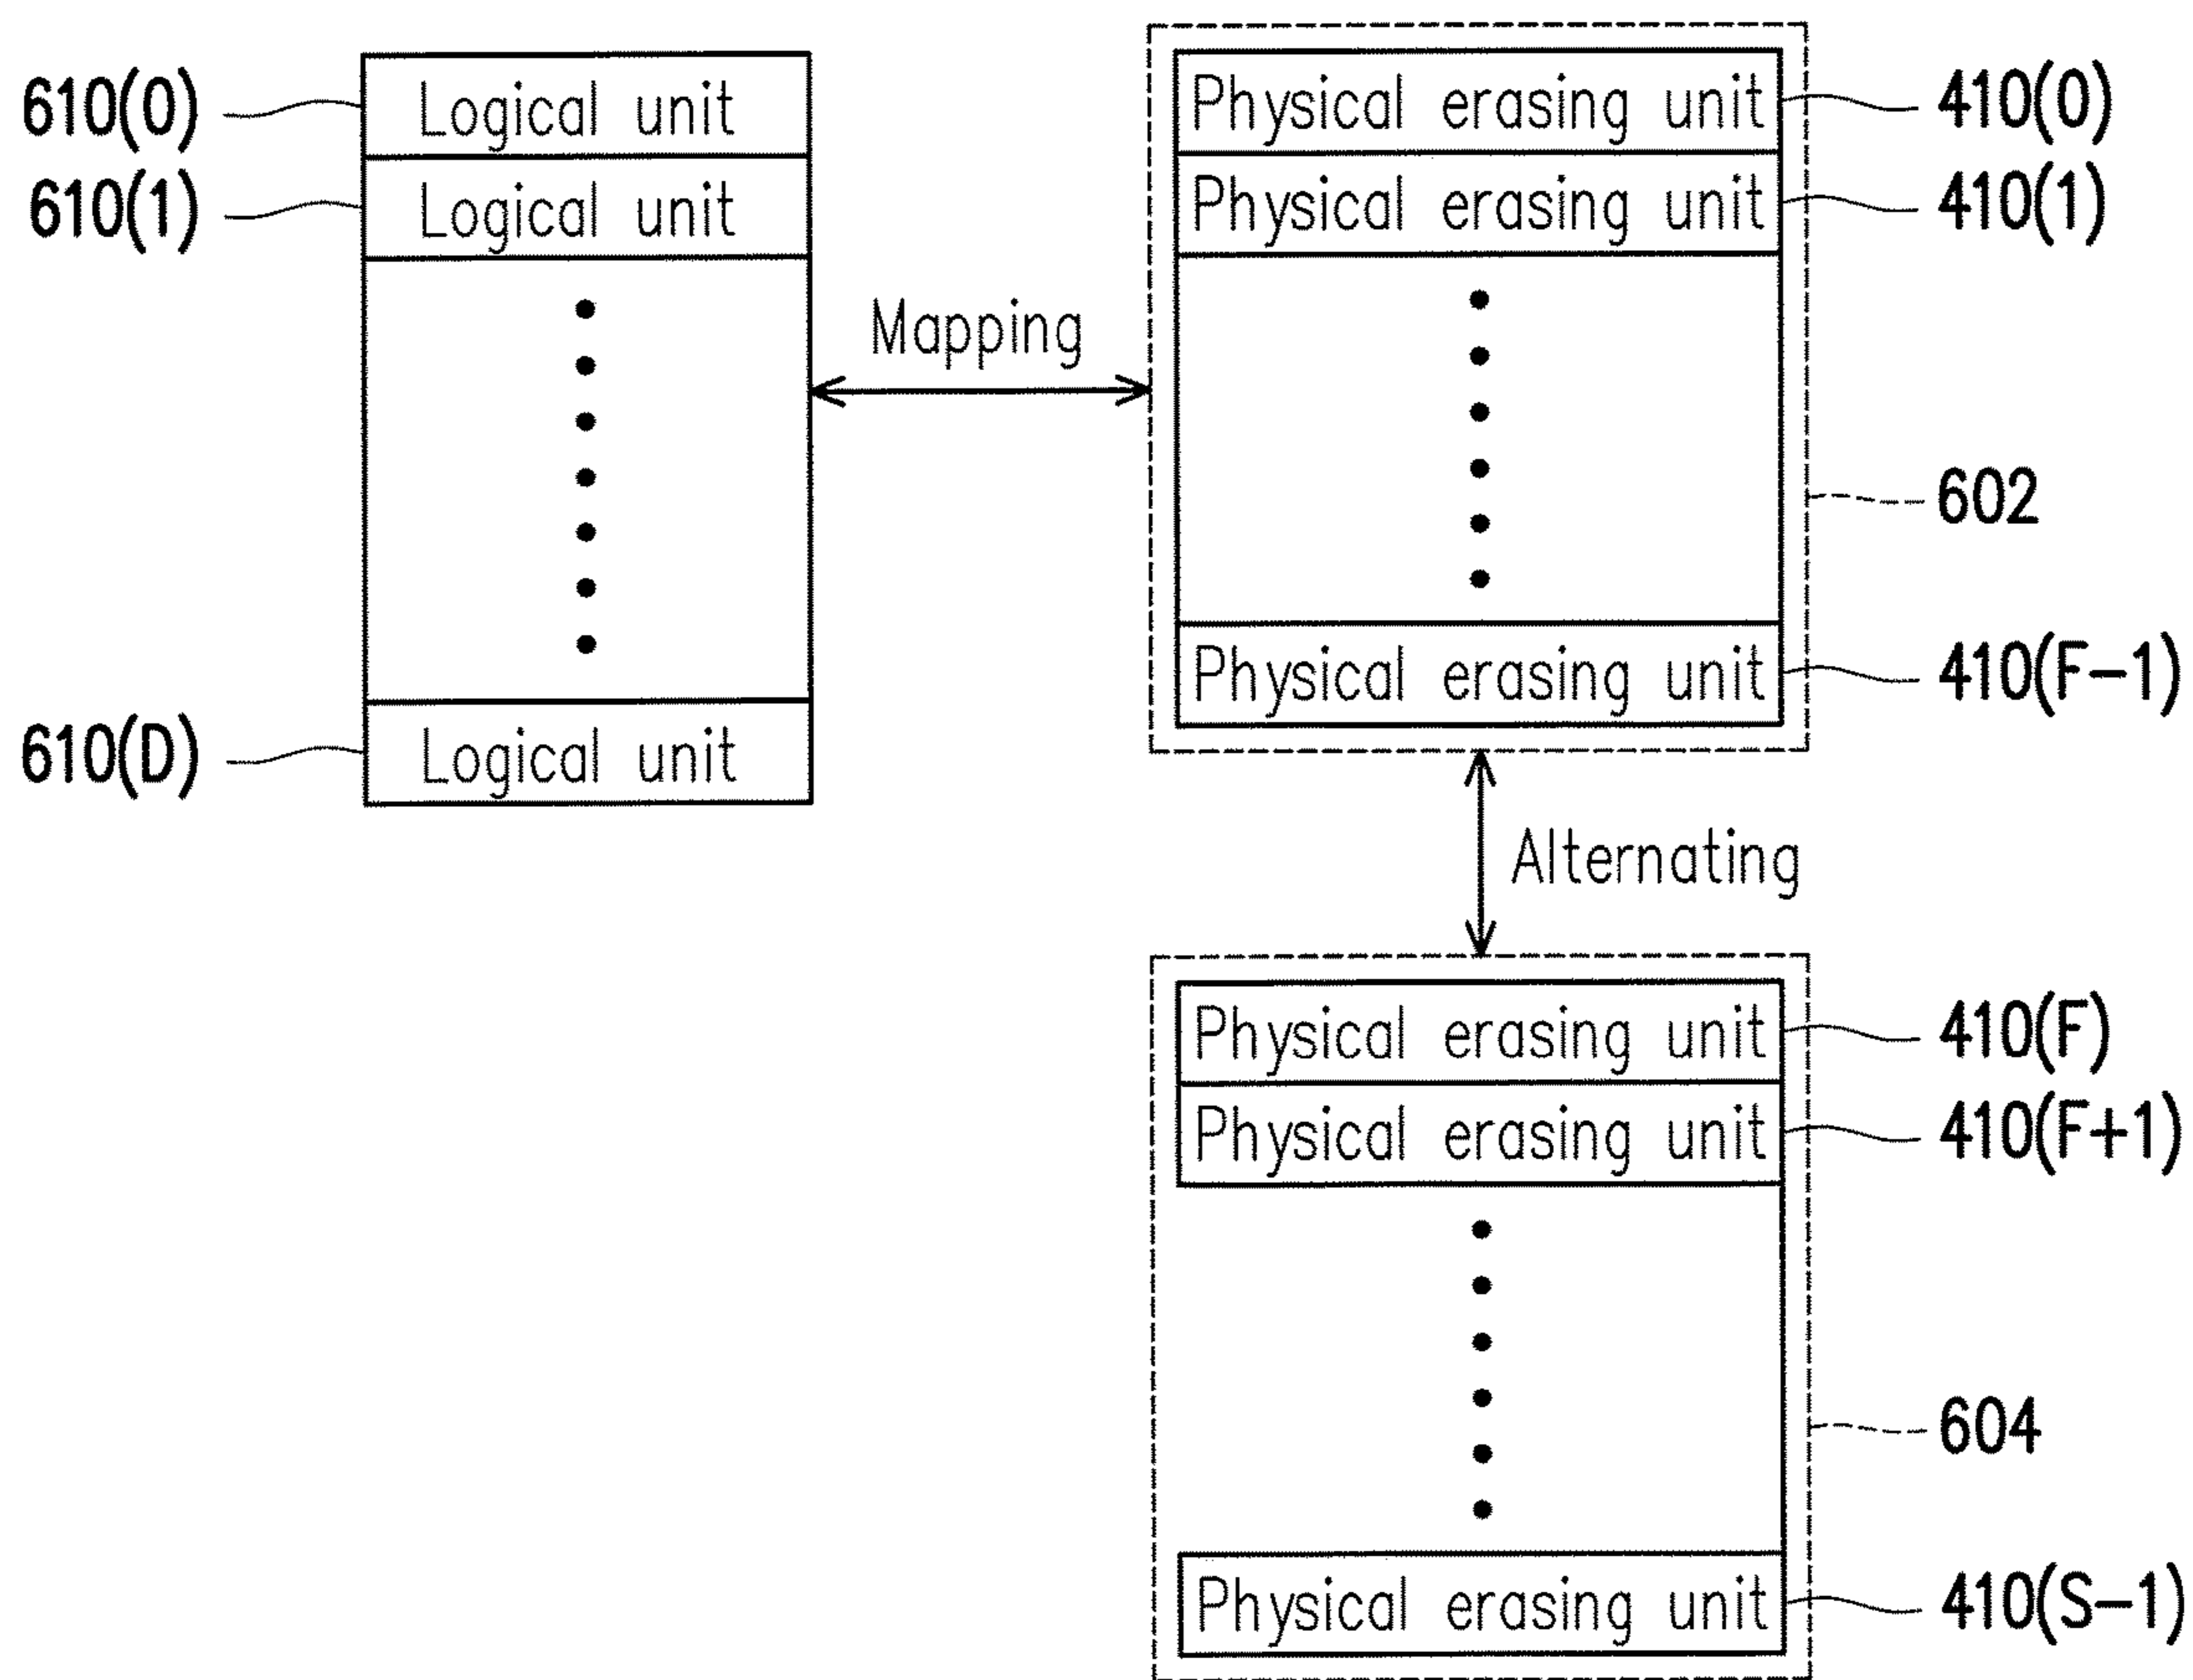 610(0) Logical unit
610(1) Logical unit
610(D) Logical unit
Mapping
Physical erasing unit 410(0)
Physical erasing unit 410(1)
602
Physical erasing unit 410(F-1)
Alternating
Physical erasing unit 410(F)
Physical erasing unit 410(F+1)
604
Physical erasing unit 410(S-1)